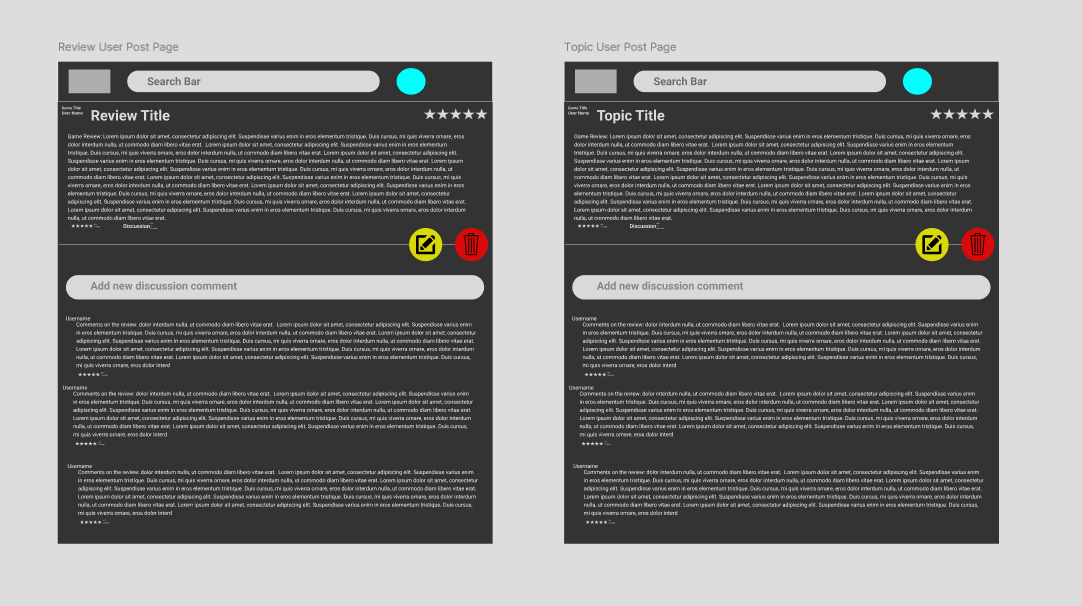 Review User Post Page
Search Bar
Game Title
User Name
Review Title
Game Review: Lorem ipsum dolor sit amet, consectetur adipiscing elit. Suspendisse varius enim in eros elementum tristique. Duis cursus, mi quis viverra ornare, eros
dolor interdum nulla, ut commodo diam libero vitae erat. Lorem ipsum dolor sit amet, consectetur adipiscing elit. Suspendisse varius enim in eros elementum
tristique. Duis cursus, mi quis viverra ornare, eros dolor interdum nulla, ut commodo diam libero vitae erat. Lorem ipsum dolor sit amet, consectetur adipiscing elit.
Suspendisse varius enim in eros elementum tristique. Duis cursus, mi quis viverra ornare, eros dolor interdum nulla, ut commodo diam libero vitae erat. Lorem ipsum
dolor sit amet, consectetur adipiscing elit. Suspendisse varius enim in eros elementum tristique. Duis cursus, mi quis viverra ornare, eros dolor interdum nulla, ut
commodo diam libero vitae erat. Lorem ipsum dolor sit amet, consectetur adipiscing elit. Suspendisse varius enim in eros elementum tristique. Duis cursus, mi quis
viverra ornare, eros dolor interdum nulla, ut commodo diam libero vitae erat. Lorem ipsum dolor sit amet, consectetur adipiscing elit. Suspendisse varius enim in eros
elementum tristique. Duis cursus, mi quis viverra ornare, eros dolor interdum nulla, ut commodo diam libero vitae erat. Lorem ipsum dolor sit amet, consectetur
adipiscing elit. Suspendisse varius enim in eros elementum tristique. Duis cursus, mi quis viverra ornare, eros dolor interdum nulla, ut commodo diam libero vitae erat.
Lorem ipsum dolor sit amet, consectetur adipiscing elit. Suspendisse varius enim in eros elementum tristique. Duis cursus, mi quis viverra ornare, eros dolor interdum
nulla, ut commodo diam libero vitae erat.
Discussion
Add new discussion comment
Username
Comments on the review: dolor interdum nulla, ut commodo diam libero vitae erat. Lorem ipsum dolor sit amet, consectetur adipiscing elit. Suspendisse varius enim
in eros elementum tristique. Duis cursus, mi quis viverra ornare, eros dolor interdum nulla, ut commodo diam libero vitae erat. Lorem ipsum dolor sit amet, consectetur
adipiscing elit. Suspendisse varius enim in eros elementum tristique. Duis cursus, mi quis viverra ornare, eros dolor interdum nulla, ut commodo diam libero vitae erat.
Lorem ipsum dolor sit amet, consectetur adipiscing elit. Suspendisse varius enim in eros elementum tristique. Duis cursus, mi quis viverra ornare, eros dolor interdum
nulla, ut commodo diam libero vitae erat. Lorem ipsum dolor sit amet, consectetur adipiscing elit. Suspendisse varius enim in eros elementum tristique. Duis cursus,
mi quis viverra ornare, eros dolor interd
Username
Comments on the review: dolor interdum nulla, ut commodo diam libero vitae erat. Lorem ipsum dolor sit amet, consectetur adipiscing elit. Suspendisse varius enim
in eros elementum tristique. Duis cursus, mi quis viverra ornare, eros dolor interdum nulla, ut commodo diam libero vitae erat. Lorem ipsum dolor sit amet, consectetur
adipiscing elit. Suspendisse varius enim in eros elementum tristique. Duis cursus, mi quis viverra ornare, eros dolor interdum nulla, ut commodo diam libero vitae erat.
Lorem ipsum dolor sit amet, consectetur adipiscing elit. Suspendisse varius enim in eros elementum tristique. Duis cursus, mi quis viverra ornare, eros dolor interdum
nulla, ut commodo diam libero vitae erat. Lorem ipsum dolor sit amet, consectetur adipiscing elit. Suspendisse varius enim in eros elementum tristique. Duis cursus,
mi quis viverra ornare, eros dolor interd
Username
Comments on the review: dolor interdum nulla, ut commodo diam libero vitae erat. Lorem ipsum dolor sit amet, consectetur adipiscing elit. Suspendisse varius enim
in eros elementum tristique. Duis cursus, mi quis viverra ornare, eros dolor interdum nulla, ut commodo diam libero vitae erat. Lorem ipsum dolor sit amet, consectetur
adipiscing elit. Suspendisse varius enim in eros elementum tristique. Duis cursus, mi quis viverra ornare, eros dolor interdum nulla, ut commodo diam libero vitae erat.
Lorem ipsum dolor sit amet, consectetur adipiscing elit. Suspendisse varius enim in eros elementum tristique. Duis cursus, mi quis viverra ornare, eros dolor interdum
nulla, ut commodo diam libero vitae erat. Lorem ipsum dolor sit amet, consectetur adipiscing elit. Suspendisse varius enim in eros elementum tristique. Duis cursus,
mi quis viverra ornare, eros dolor interd
Topic User Post Page
Search Bar
Game Title
User Name
Topic Title
Game Review: Lorem ipsum dolor sit amet, consectetur adipiscing elit. Suspendisse varius enim in eros elementum tristique. Duis cursus, mi quis viverra ornare, eros
dolor interdum nulla, ut commodo diam libero vitae erat. Lorem ipsum dolor sit amet, consectetur adipiscing elit. Suspendisse varius enim in eros elementum
tristique. Duis cursus, mi quis viverra ornare, eros dolor interdum nulla, ut commodo diam libero vitae erat. Lorem ipsum dolor sit amet, consectetur adipiscing elit.
Suspendisse varius enim in eros elementum tristique. Duis cursus, mi quis viverra ornare, eros dolor interdum nulla, ut commodo diam libero vitae erat. Lorem ipsum
dolor sit amet, consectetur adipiscing elit. Suspendisse varius enim in eros elementum tristique. Duis cursus, mi quis viverra ornare, eros dolor interdum nulla, ut
commodo diam libero vitae erat. Lorem ipsum dolor sit amet, consectetur adipiscing elit. Suspendisse varius enim in eros elementum tristique. Duis cursus, mi quis
viverra ornare, eros dolor interdum nulla, ut commodo diam libero vitae erat. Lorem ipsum dolor sit amet, consectetur adipiscing elit. Suspendisse varius enim in eros
elementum tristique. Duis cursus, mi quis viverra ornare, eros dolor interdum nulla, ut commodo diam libero vitae erat. Lorem ipsum dolor sit amet, consectetur
adipiscing elit. Suspendisse varius enim in eros elementum tristique. Duis cursus, mi quis viverra ornare, eros dolor interdum nulla, ut commodo diam libero vitae erat.
Lorem ipsum dolor sit amet, consectetur adipiscing elit. Suspendisse varius enim in eros elementum tristique. Duis cursus, mi quis viverra ornare, eros dolor interdum
nulla, ut commodo diam libero vitae erat.
Discussion
Add new discussion comment
Username
Comments on the review: dolor interdum nulla, ut commodo diam libero vitae erat. Lorem ipsum dolor sit amet, consectetur adipiscing elit. Suspendisse varius enim
in eros elementum tristique. Duis cursus, mi quis viverra ornare, eros dolor interdum nulla, ut commodo diam libero vitae erat. Lorem ipsum dolor sit amet, consectetur
adipiscing elit. Suspendisse varius enim in eros elementum tristique. Duis cursus, mi quis viverra ornare, eros dolor interdum nulla, ut commodo diam libero vitae erat.
Lorem ipsum dolor sit amet, consectetur adipiscing elit. Suspendisse varius enim in eros elementum tristique. Duis cursus, mi quis viverra ornare, eros dolor interdum
nulla, ut commodo diam libero vitae erat. Lorem ipsum dolor sit amet, consectetur adipiscing elit. Suspendisse varius enim in eros elementum tristique. Duis cursus,
mi quis viverra ornare, eros dolor interd
Username
Comments on the review: dolor interdum nulla, ut commodo diam libero vitae erat. Lorem ipsum dolor sit amet, consectetur adipiscing elit. Suspendisse varius enim
in eros elementum tristique. Duis cursus, mi quis viverra ornare, eros dolor interdum nulla, ut commodo diam libero vitae erat. Lorem ipsum dolor sit amet, consectetur
adipiscing elit. Suspendisse varius enim in eros elementum tristique. Duis cursus, mi quis viverra ornare, eros dolor interdum nulla, ut commodo diam libero vitae erat.
Lorem ipsum dolor sit amet, consectetur adipiscing elit. Suspendisse varius enim in eros elementum tristique. Duis cursus, mi quis viverra ornare, eros dolor interdum
nulla, ut commodo diam libero vitae erat. Lorem ipsum dolor sit amet, consectetur adipiscing elit. Suspendisse varius enim in eros elementum tristique. Duis cursus,
mi quis viverra ornare, eros dolor interd
Username
Comments on the review: dolor interdum nulla, ut commodo diam libero vitae erat. Lorem ipsum dolor sit amet, consectetur adipiscing elit. Suspendisse varius enim
in eros elementum tristique. Duis cursus, mi quis viverra ornare, eros dolor interdum nulla, ut commodo diam libero vitae erat. Lorem ipsum dolor sit amet, consectetur
adipiscing elit. Suspendisse varius enim in eros elementum tristique. Duis cursus, mi quis viverra ornare, eros dolor interdum nulla, ut commodo diam libero vitae erat.
Lorem ipsum dolor sit amet, consectetur adipiscing elit. Suspendisse varius enim in eros elementum tristique. Duis cursus, mi quis viverra ornare, eros dolor interdum
nulla, ut commodo diam libero vitae erat. Lorem ipsum dolor sit amet, consectetur adipiscing elit. Suspendisse varius enim in eros elementum tristique. Duis cursus,
mi quis viverra ornare, eros dolor interd